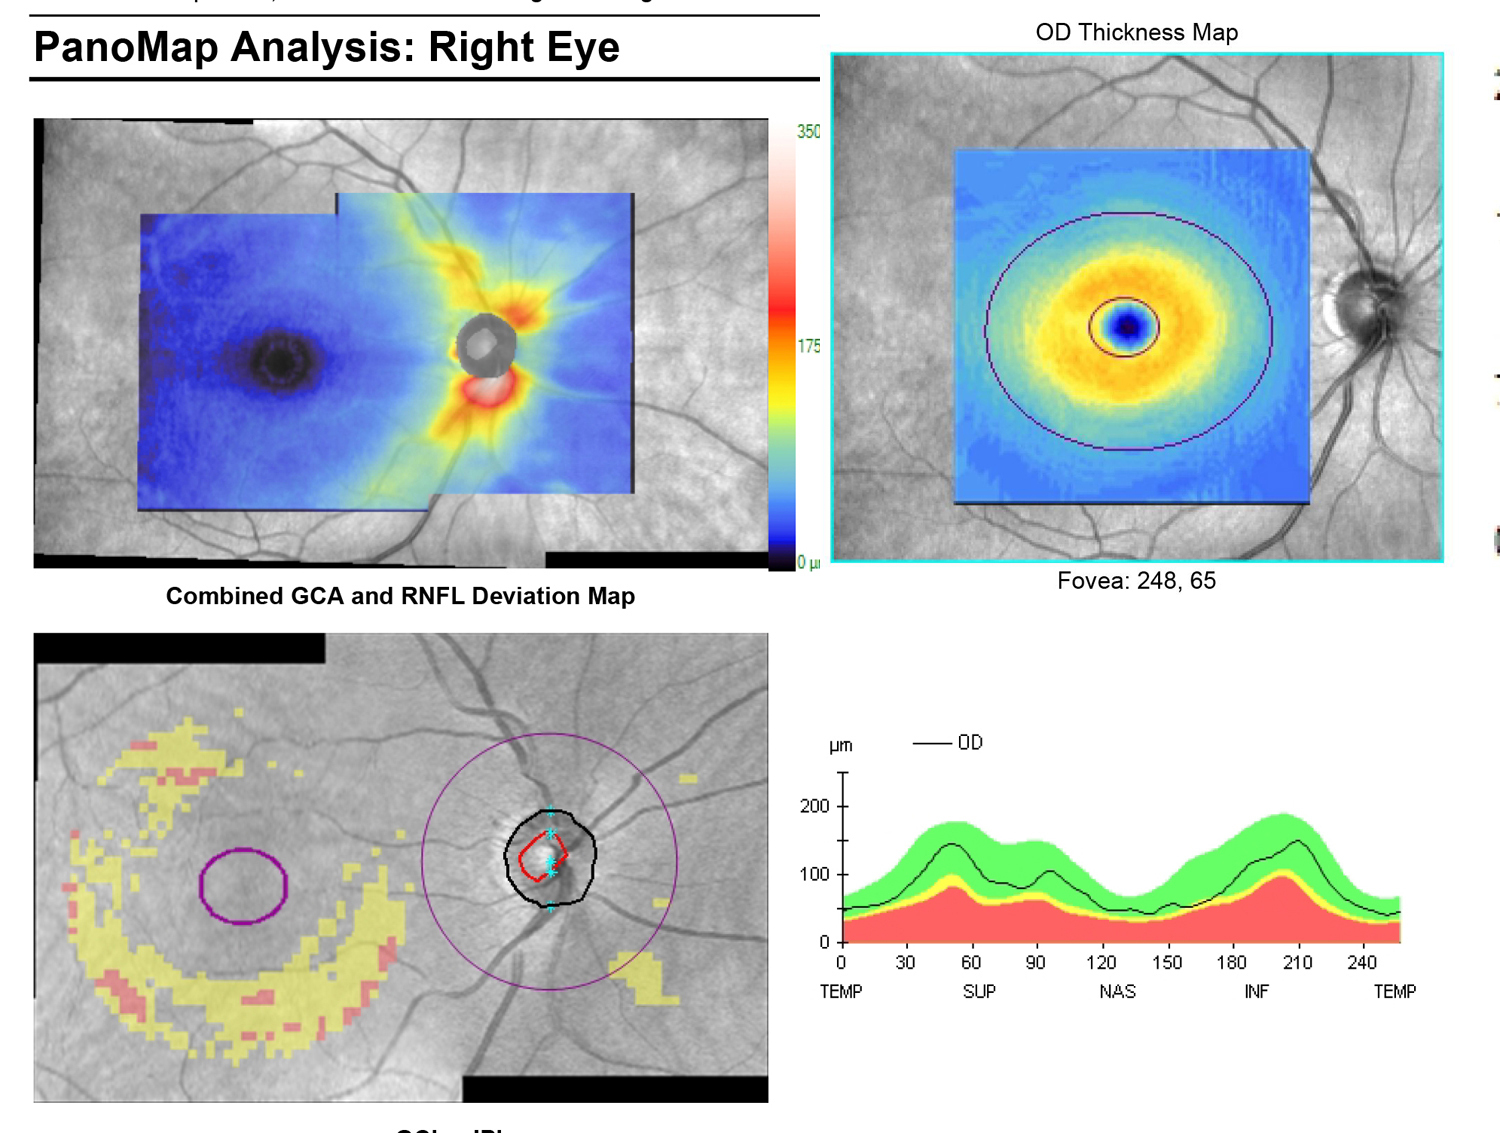 PanoMap Analysis: Right Eye
OD Thickness Map
350
175
0 µ
Fovea: 248, 65
Combined GCA and RNFL Deviation Map
µm
OD
200
100
0
0 30 60 90 120 150 180 210 240
TEMP SUP NAS INF TEMP